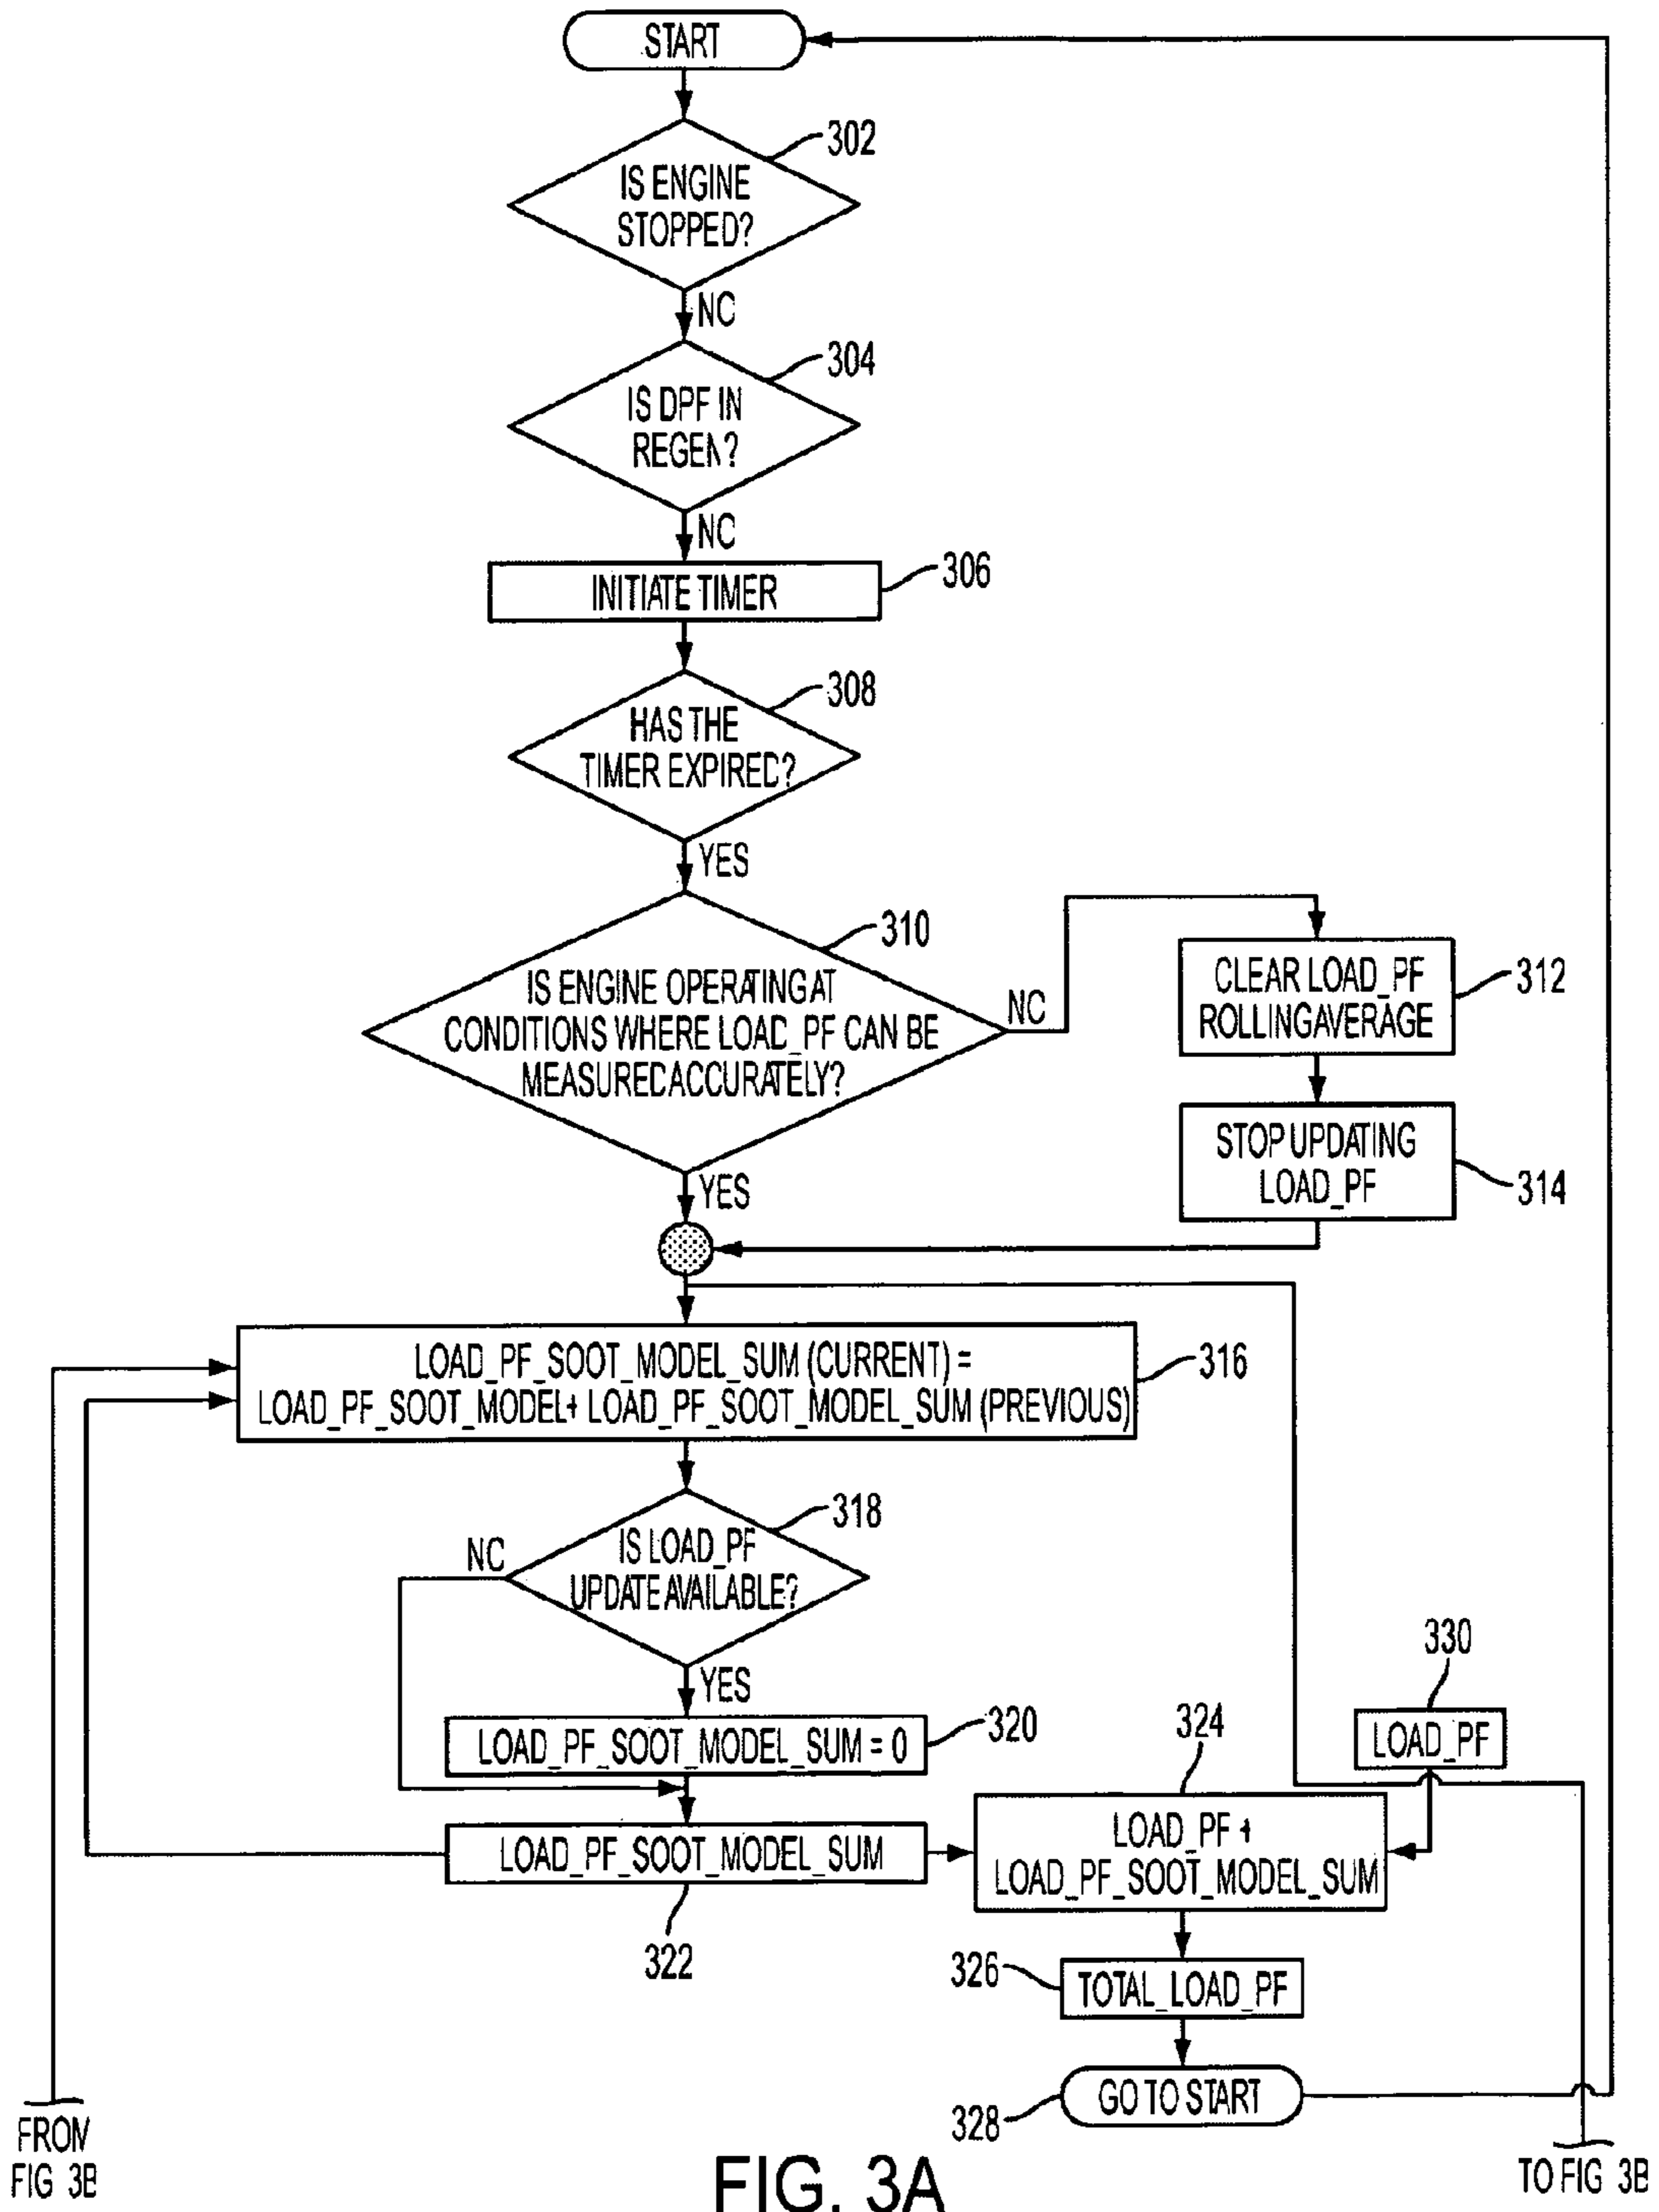 START
302
IS ENGINE
STOPPED?
NO
304
IS DPF IN
REGEN?
NO
INITIATE TIMER
306
308
HAS THE
TIMER EXPIRED?
YES
310
IS ENGINE OPERATING AT
CONDITIONS WHERE LOAD_PF CAN BE
MEASURED ACCURATELY?
NO
CLEAR LOAD_PF
ROLLING AVERAGE
312
STOP UPDATING
LOAD_PF
314
YES
LOAD_PF_SOOT_MODEL_SUM (CURRENT) =
LOAD_PF_SOOT_MODEL+ LOAD_PF_SOOT_MODEL_SUM (PREVIOUS)
316
318
NO
IS LOAD_PF
UPDATE AVAILABLE?
YES
LOAD_PF_SOOT_MODEL_SUM = 0
320
330
LOAD_PF
324
LOAD_PF +
LOAD_PF_SOOT_MODEL_SUM
LOAD_PF_SOOT_MODEL_SUM
322
326
TOTAL_LOAD_PF
GO TO START
328
FROM
FIG 3B
TO FIG 3B
FIG. 3A